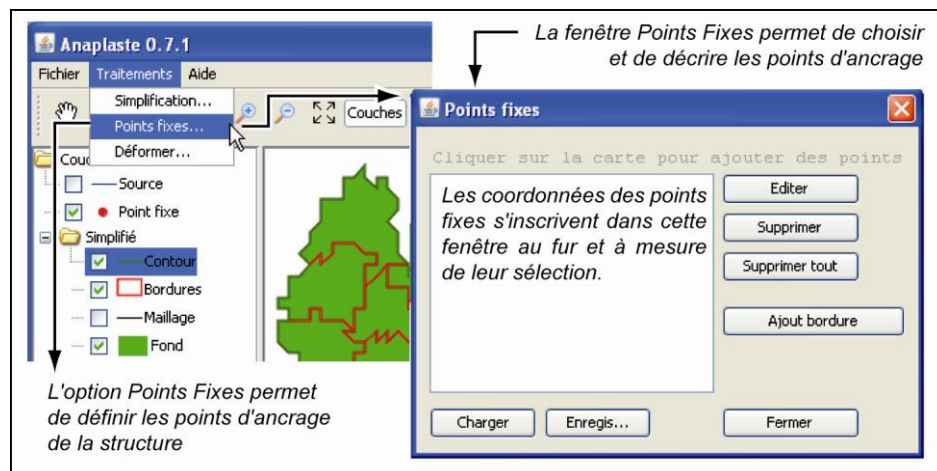 Anaplaste 0.7.1
La fenêtre Points Fixes permet de choisir
et de décrire les points d'ancrage
Fichier Traitements Aide
Simplification...
Points fixes...
Déformer...
Couches
Couc
Source
Point fixe
Simplifié
Contour
Bordures
Maillage
Fond
L'option Points Fixes permet
de définir les points d'ancrage
de la structure
Points fixes
Cliquer sur la carte pour ajouter des points
Les coordonnées des points
fixes s'inscrivent dans cette
fenêtre au fur et à mesure
de leur sélection.
Editer
Supprimer
Supprimer tout
Ajout bordure
Charger Enregis... Fermer